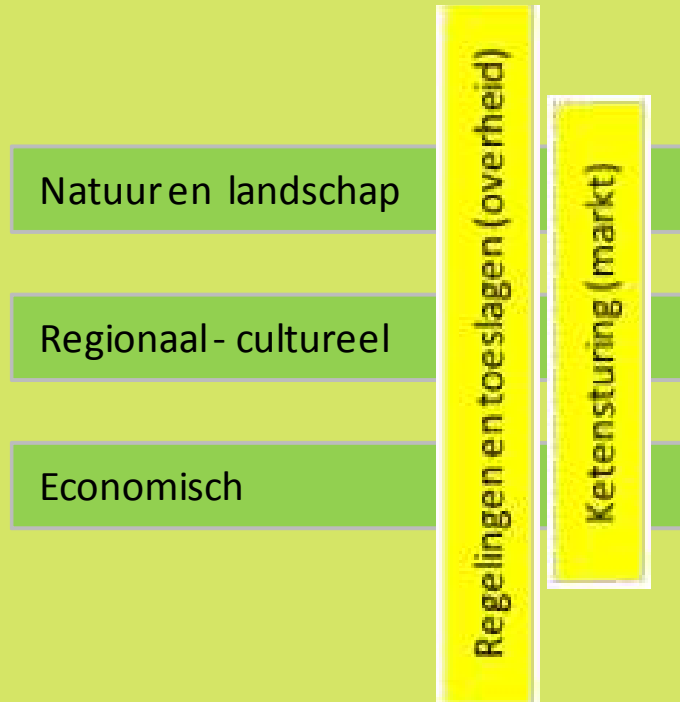 Natuur en landschap
Regionaal - cultureel
Economisch
Regelingen en toeslagen (overheid)
Ketensturing (markt)